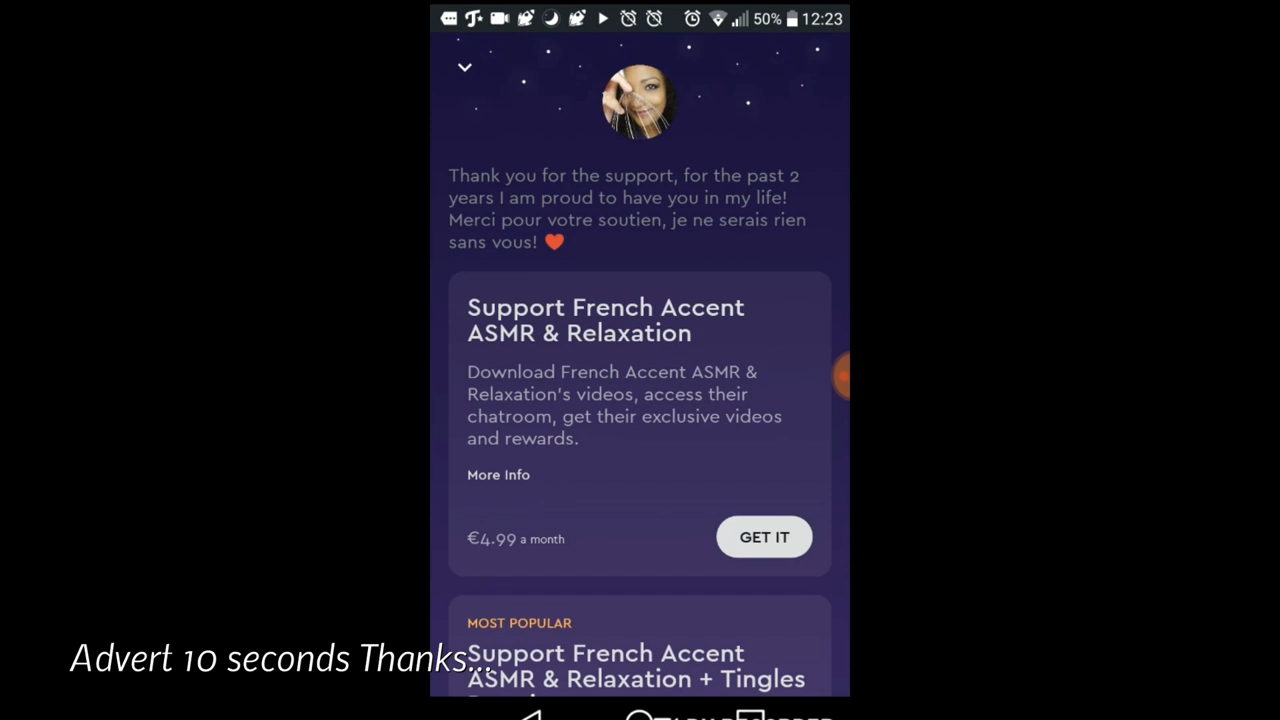 50% 12:23
Thank you for the support, for the past 2
years I am proud to have you in my life!
Merci pour votre soutien, je ne serais rien
sans vous! ❤️
Support French Accent
ASMR & Relaxation
Download French Accent ASMR &
Relaxation's videos, access their
chatroom, get their exclusive videos
and rewards.
More Info
€4.99 a month
GET IT
MOST POPULAR
Support French Accent
ASMR & Relaxation + Tingles
Advert 10 seconds Thanks...